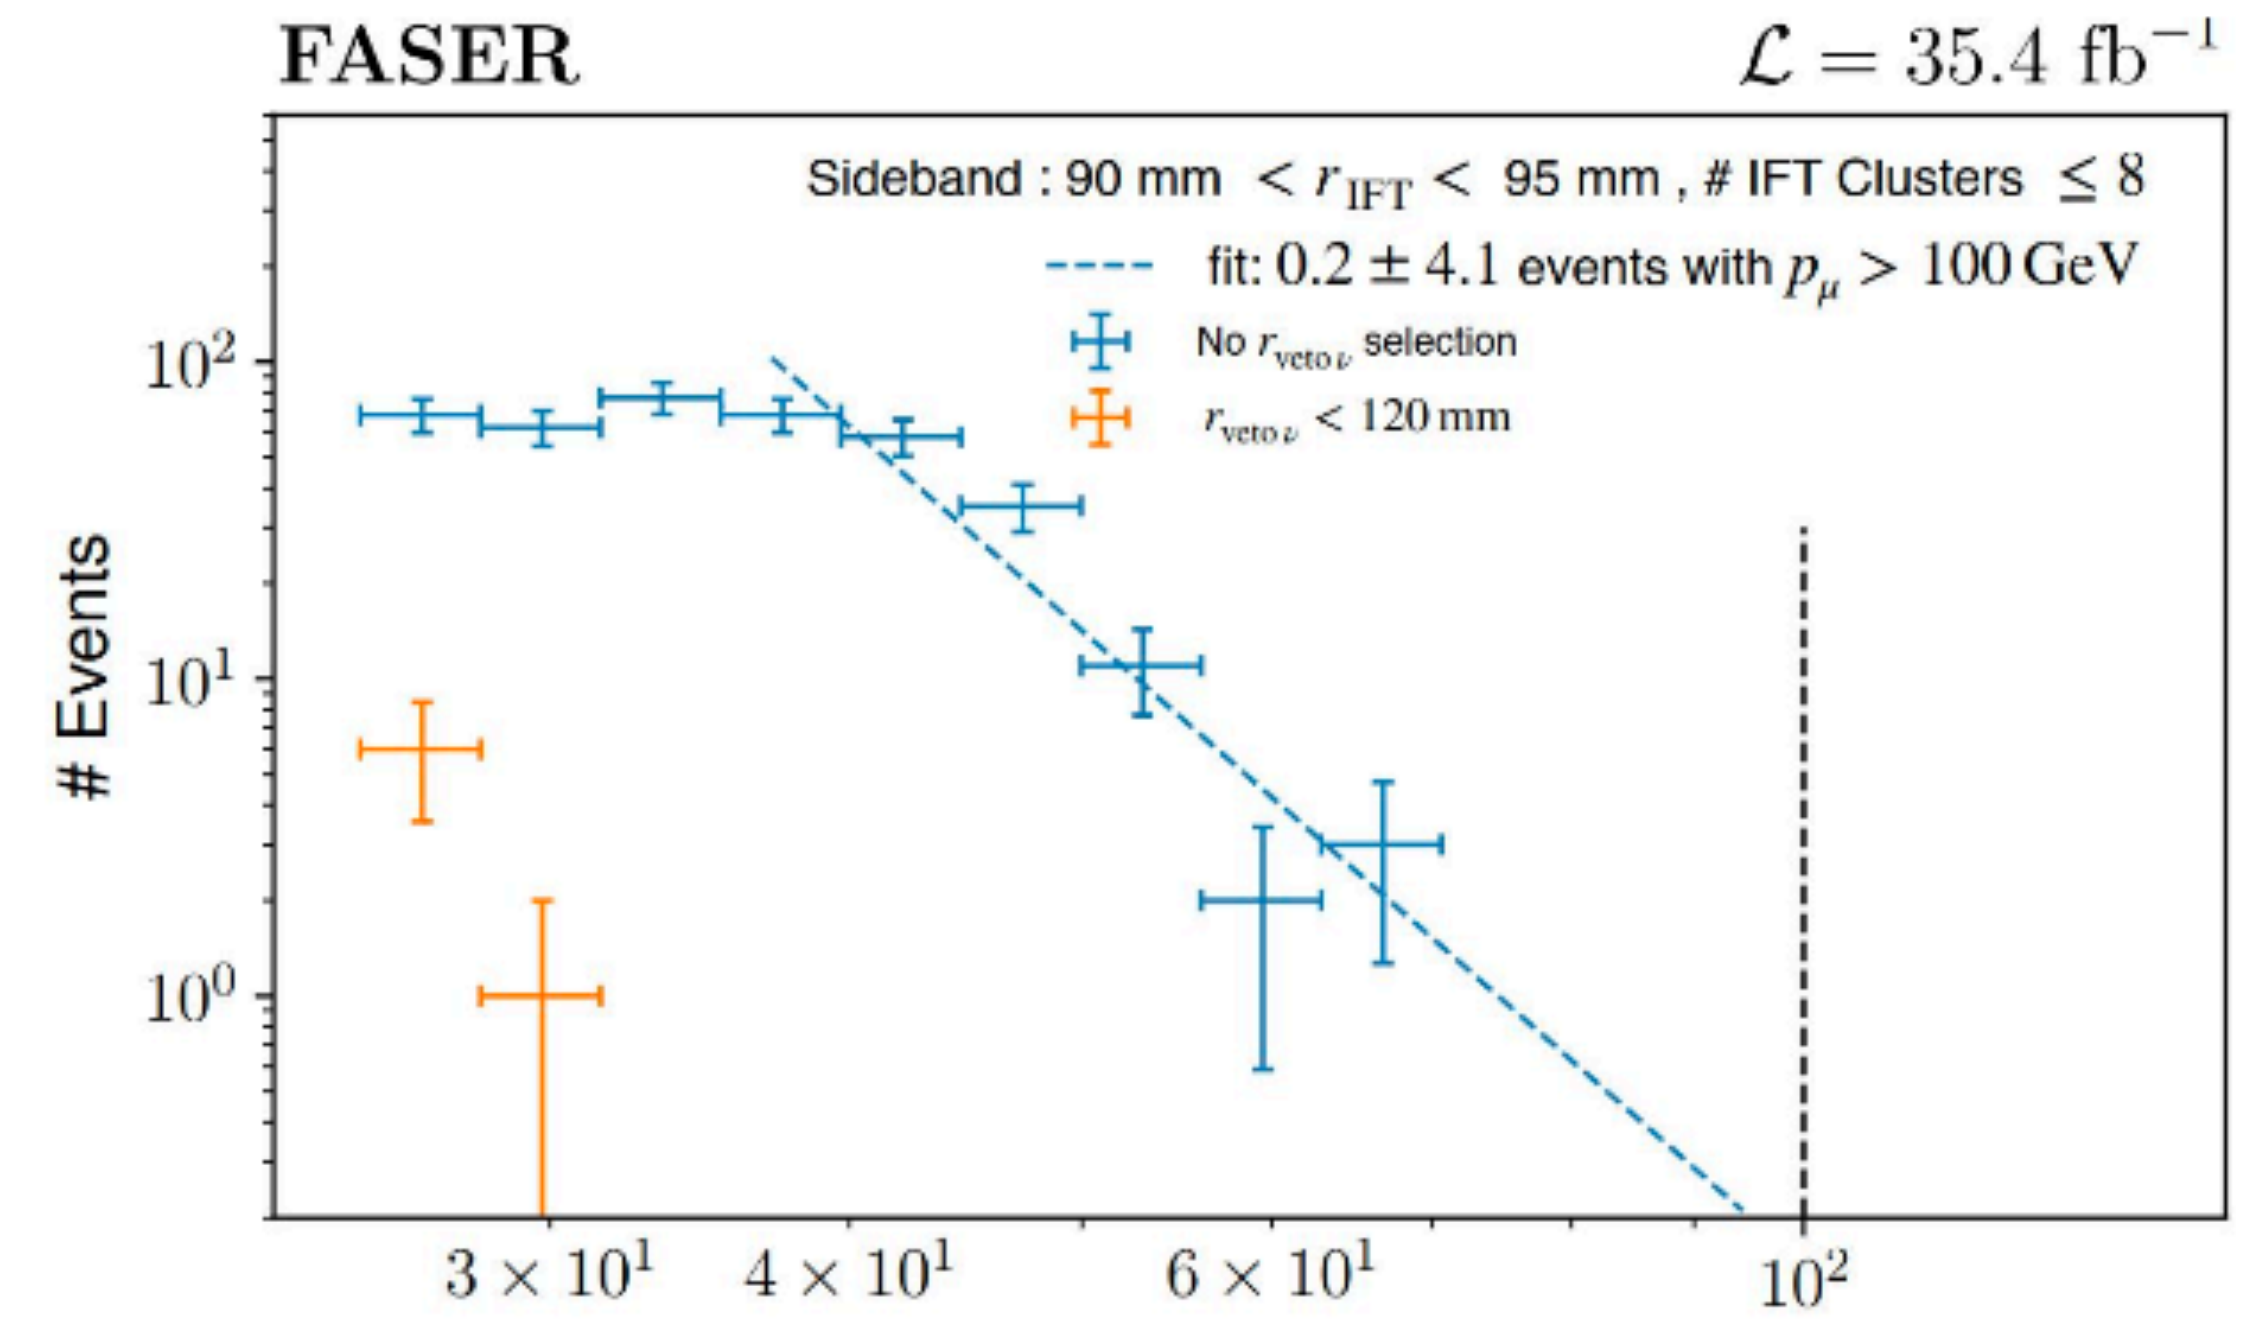 FASER
ℒ = 35.4 fb⁻¹
Sideband : 90 mm < r_IFT < 95 mm , # IFT Clusters ≤ 8
fit: 0.2 ± 4.1 events with p_μ > 100 GeV
No r_veto ν selection
r_veto ν < 120 mm
# Events
10²
10¹
10⁰
3 × 10¹
4 × 10¹
6 × 10¹
10²